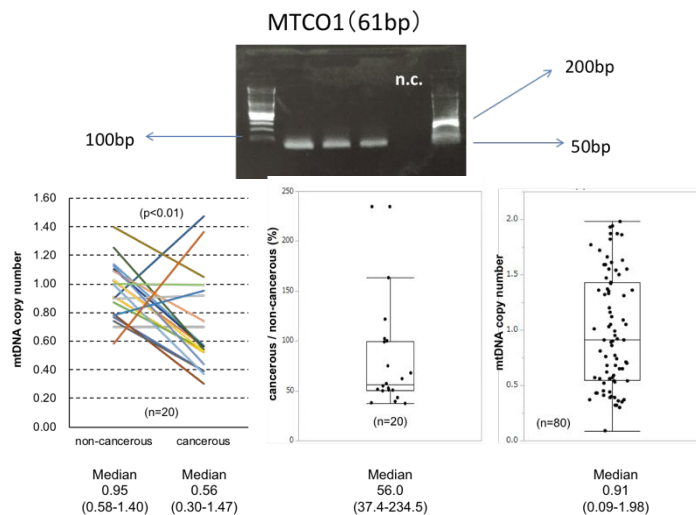 MTCO1(61bp)
n.c.
200bp
100bp
50bp
1.60
1.40
1.20
1.00
0.80
0.60
0.40
0.20
0.00
mtDNA copy number
(p<0.01)
(n=20)
non-cancerous cancerous
Median Median
0.95 0.56
(0.58-1.40) (0.30-1.47)
250
200
150
100
50
0
cancerous / non-cancerous (%)
(n=20)
Median
56.0
(37.4-234.5)
2.0
1.5
1.0
0.5
0.0
mtDNA copy number
(n=80)
Median
0.91
(0.09-1.98)